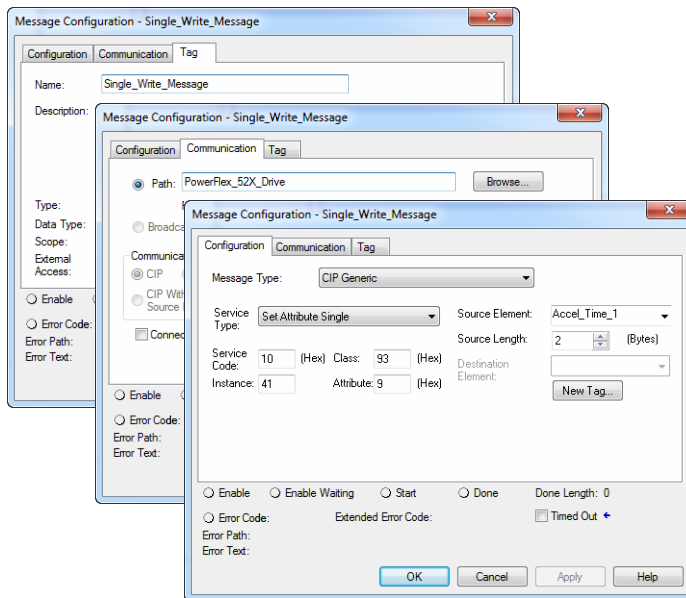 Message Configuration - Single_Write_Message
Configuration Communication Tag
Name: Single_Write_Message
Description:
Type:
Data Type:
Scope:
External
Access:
Enable
Error Code:
Error Path:
Error Text:
Message Configuration - Single_Write_Message
Configuration Communication Tag
Path: PowerFlex_52X_Drive Browse...
Broadca
Communica
CIP
CIP Wit
Source
Connec
Enable
Error Code:
Error Path:
Error Text:
Message Configuration - Single_Write_Message
Configuration Communication Tag
Message Type: CIP Generic
Service
Type: Set Attribute Single Source Element: Accel_Time_1
Source Length: 2 (Bytes)
Service
Code: 10 (Hex) Class: 93 (Hex) Destination
Element:
Instance: 41 Attribute: 9 (Hex)
New Tag...
Enable Enable Waiting Start Done Done Length: 0
Error Code: Extended Error Code: Timed Out
Error Path:
Error Text:
OK Cancel Apply Help